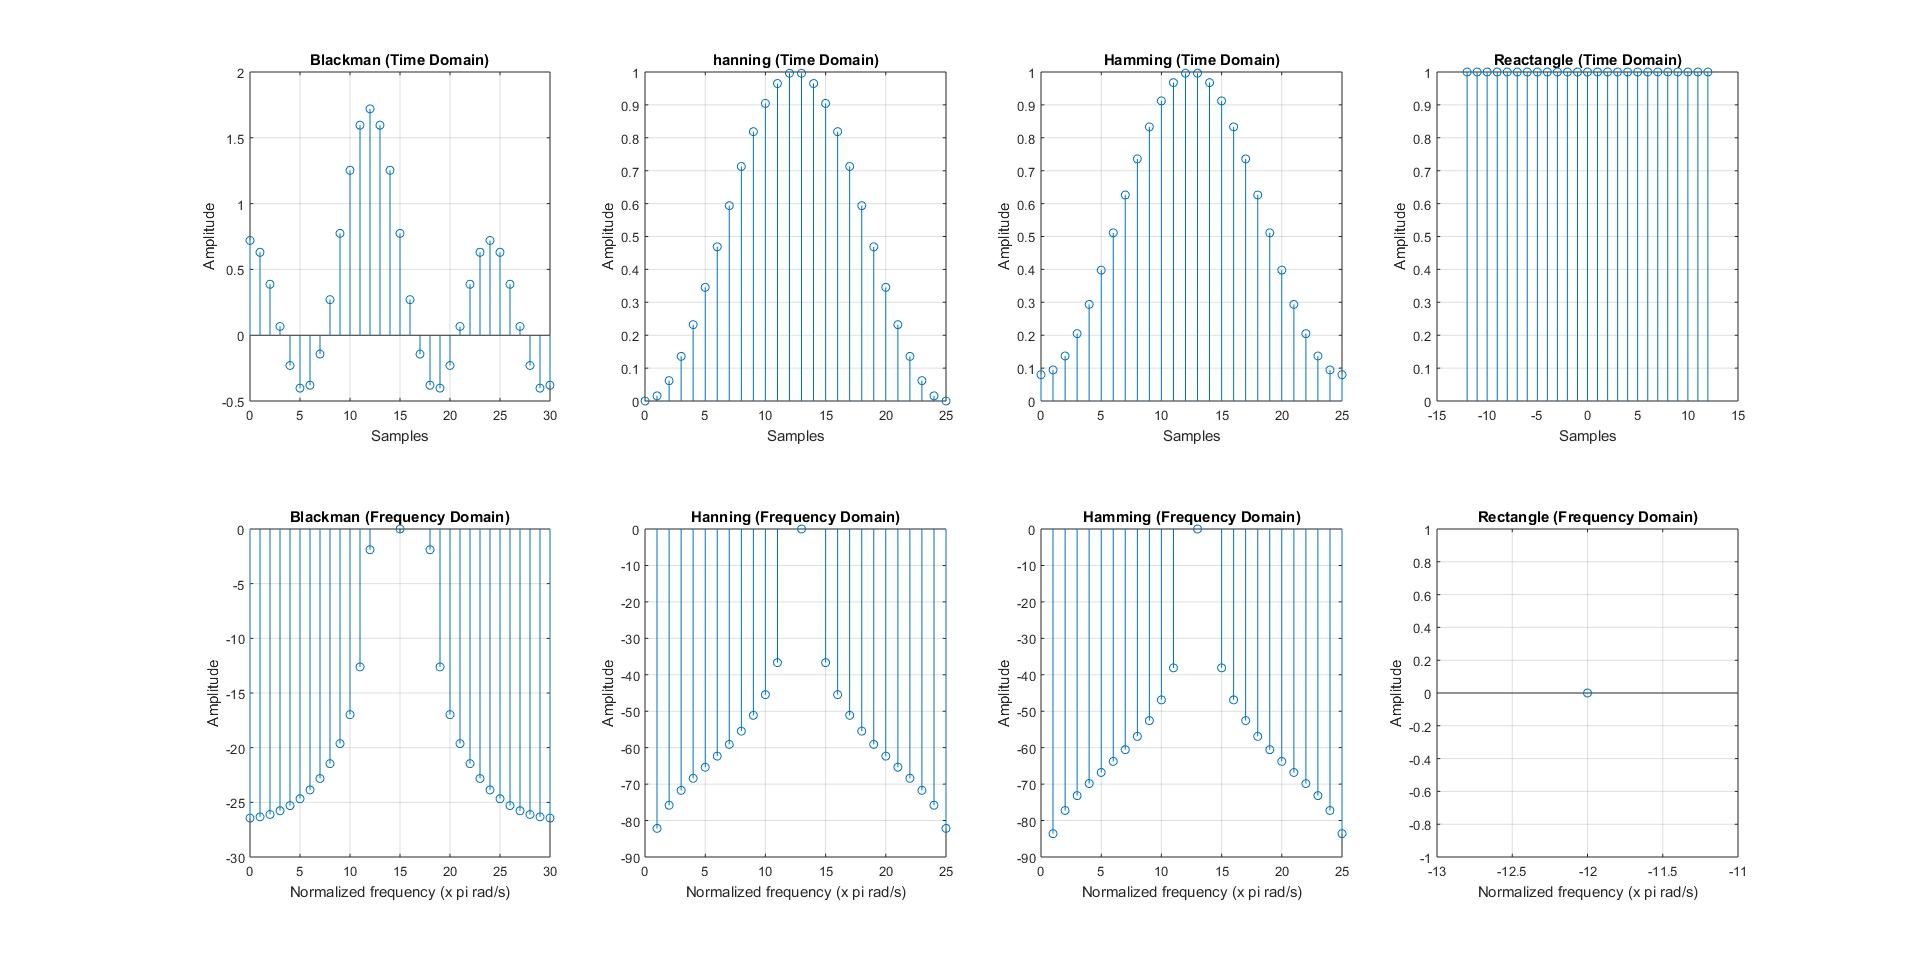 Blackman (Time Domain)
2
1.5
1
0.5
0
-0.5
0 5 10 15 20 25 30
Amplitude
Samples
hanning (Time Domain)
1
0.9
0.8
0.7
0.6
0.5
0.4
0.3
0.2
0.1
0
0 5 10 15 20 25
Amplitude
Samples
Hamming (Time Domain)
1
0.9
0.8
0.7
0.6
0.5
0.4
0.3
0.2
0.1
0
0 5 10 15 20 25
Amplitude
Samples
Reactangle (Time Domain)
1
0.9
0.8
0.7
0.6
0.5
0.4
0.3
0.2
0.1
0
-15 -10 -5 0 5 10 15
Amplitude
Samples
Blackman (Frequency Domain)
0
-5
-10
-15
-20
-25
-30
0 5 10 15 20 25 30
Amplitude
Normalized frequency (x pi rad/s)
Hanning (Frequency Domain)
0
-10
-20
-30
-40
-50
-60
-70
-80
-90
0 5 10 15 20 25
Amplitude
Normalized frequency (x pi rad/s)
Hamming (Frequency Domain)
0
-10
-20
-30
-40
-50
-60
-70
-80
-90
0 5 10 15 20 25
Amplitude
Normalized frequency (x pi rad/s)
Rectangle (Frequency Domain)
1
0.8
0.6
0.4
0.2
0
-0.2
-0.4
-0.6
-0.8
-1
-13 -12.5 -12 -11.5 -11
Amplitude
Normalized frequency (x pi rad/s)